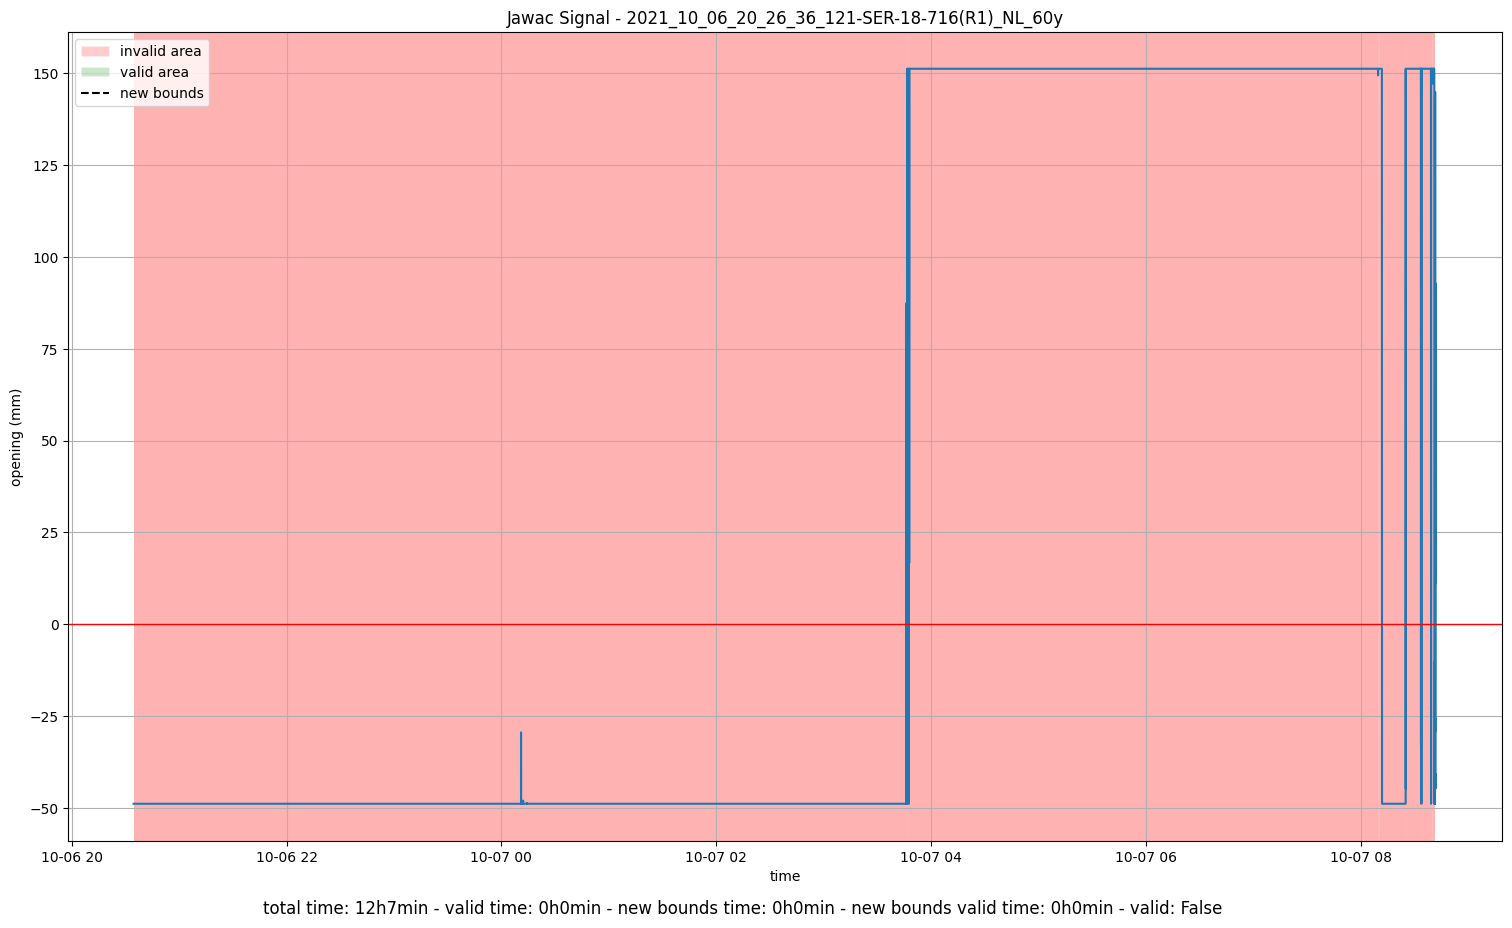 Jawac Signal - 2021_10_06_20_26_36_121-SER-18-716(R1)_NL_60y
invalid area
valid area
new bounds
opening (mm)
150
125
100
75
50
25
0
−25
−50
10-06 20
10-06 22
10-07 00
10-07 02
10-07 04
10-07 06
10-07 08
time
total time: 12h7min - valid time: 0h0min - new bounds time: 0h0min - new bounds valid time: 0h0min - valid: False